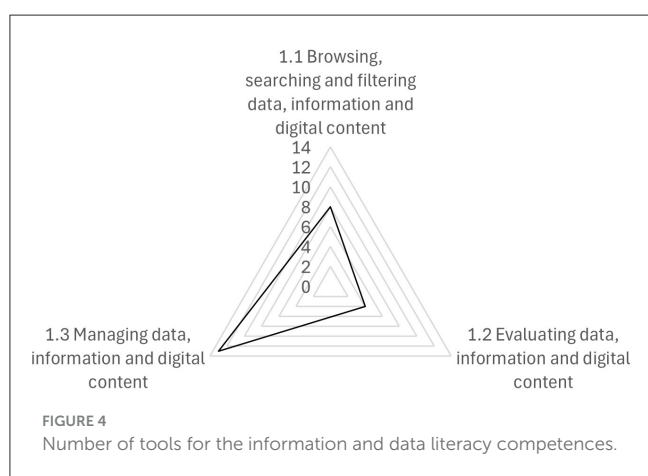 1.1 Browsing,
searching and filtering
data, information and
digital content
14
12
10
8
6
4
2
0
1.3 Managing data,
information and digital
content
1.2 Evaluating data,
information and digital
content
FIGURE 4
Number of tools for the information and data literacy competences.